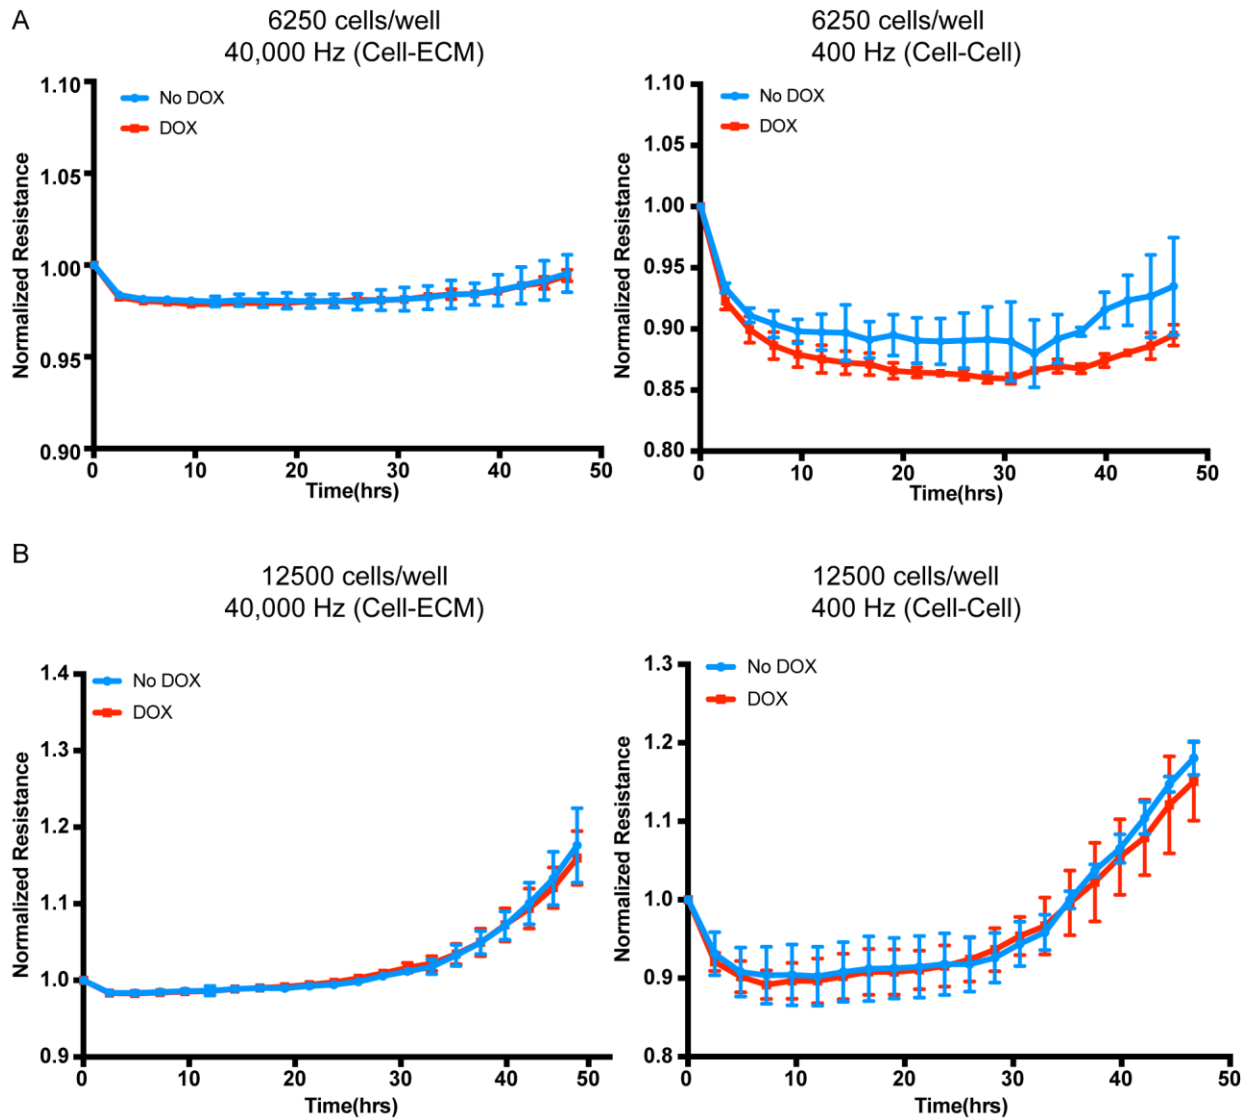 A
6250 cells/well
40,000 Hz (Cell-ECM)
Normalized Resistance
1.10
1.05
1.00
0.95
0.90
No DOX
DOX
0
10
20
30
40
50
Time(hrs)
6250 cells/well
400 Hz (Cell-Cell)
Normalized Resistance
1.10
1.05
1.00
0.95
0.90
0.85
0.80
No DOX
DOX
0
10
20
30
40
50
Time(hrs)
B
12500 cells/well
40,000 Hz (Cell-ECM)
Normalized Resistance
1.4
1.3
1.2
1.1
1.0
0.9
No DOX
DOX
0
10
20
30
40
50
Time(hrs)
12500 cells/well
400 Hz (Cell-Cell)
Normalized Resistance
1.3
1.2
1.1
1.0
0.9
0.8
No DOX
DOX
0
10
20
30
40
50
Time(hrs)